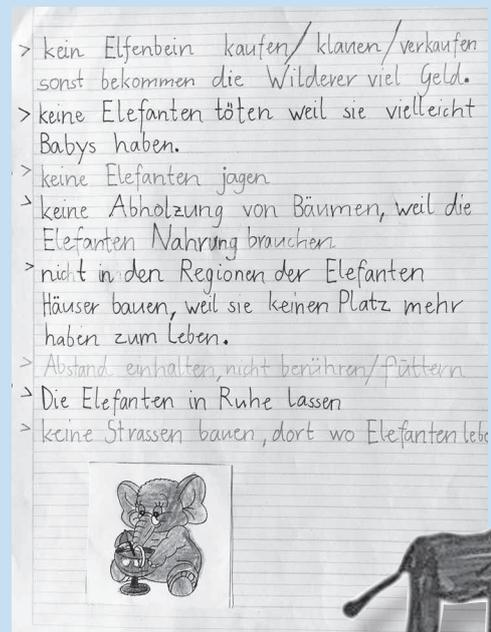 > kein Elfenbein kaufen/klauen/verkaufen
sonst bekommen die Wilderer viel Geld.
> keine Elefanten töten weil sie vielleicht
Babys haben.
> keine Elefanten jagen
> keine Abholzung von Bäumen, weil die
Elefanten Nahrung brauchen
> nicht in den Regionen der Elefanten
Häuser bauen, weil sie keinen Platz mehr
haben zum Leben.
> Abstand einhalten, nicht berühren/füttern
> Die Elefanten in Ruhe lassen
> keine Strassen bauen, dort wo Elefanten lebe